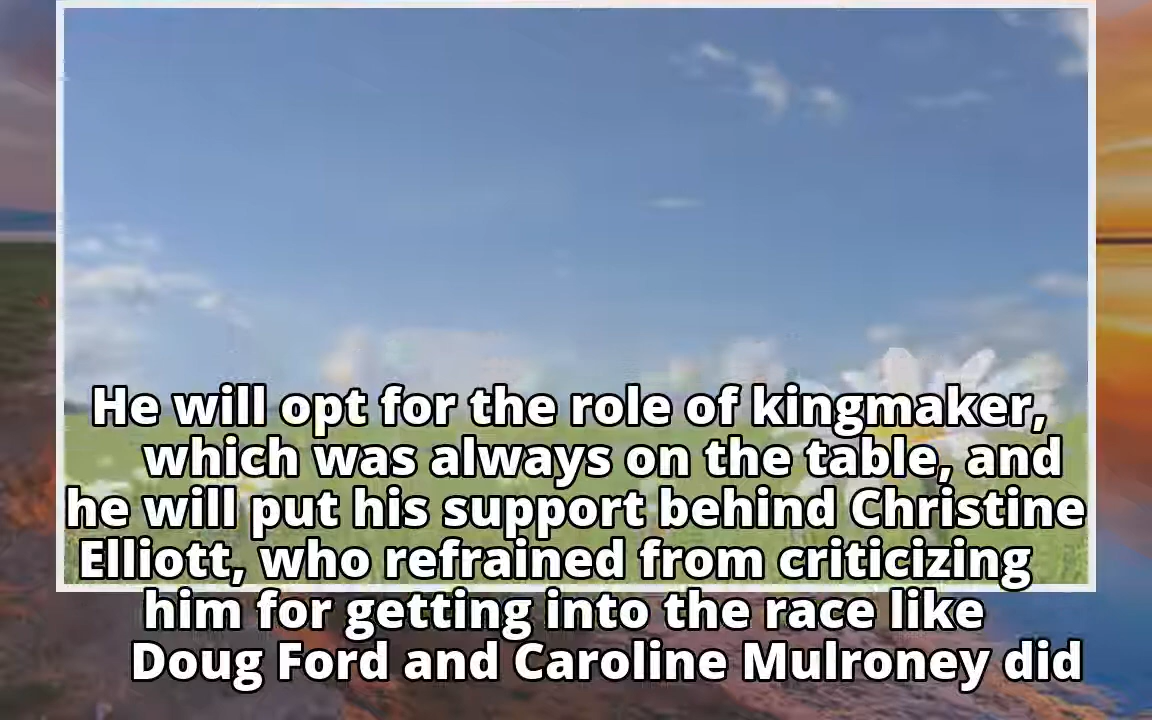 He will opt for the role of kingmaker,
which was always on the table, and
he will put his support behind Christine
Elliott, who refrained from criticizing
him for getting into the race like
Doug Ford and Caroline Mulroney did